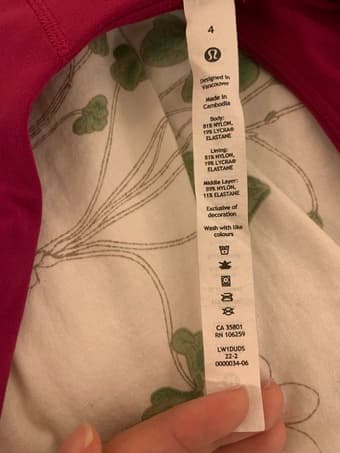 4
Designed in
Vancouver
Made in
Cambodia
Body:
81% NYLON,
19% LYCRA®
ELASTANE
Lining:
81% NYLON,
19% LYCRA®
ELASTANE
Middle Layer:
89% NYLON,
11% ELASTANE
Exclusive of
decoration
Wash with like
colours
CA 35801
RN 106259
LW1DUDS
22-2
0000034-06